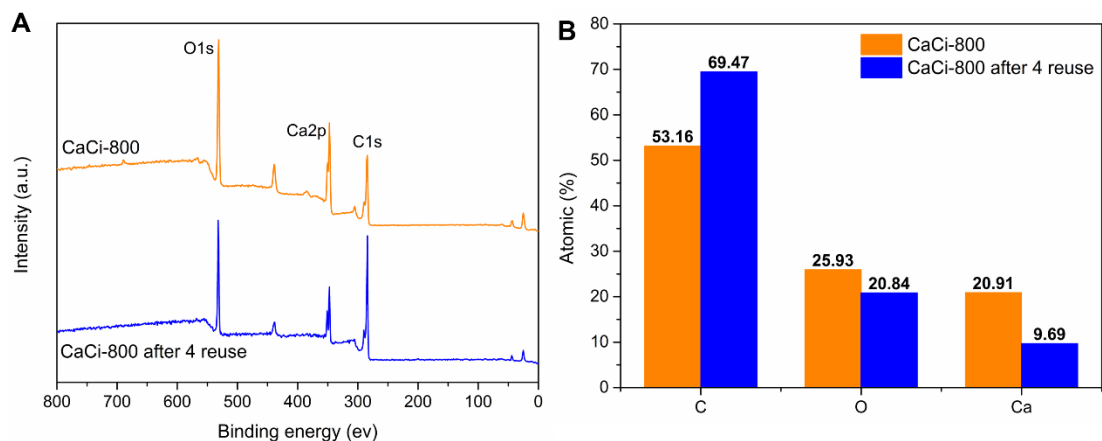 A
O1s
Ca2p
C1s
CaCi-800
CaCi-800 after 4 reuse
Intensity (a.u.)
800 700 600 500 400 300 200 100 0
Binding energy (ev)
B
CaCi-800
CaCi-800 after 4 reuse
80
70
60
50
40
30
20
10
0
Atomic (%)
53.16
69.47
25.93
20.84
20.91
9.69
C O Ca